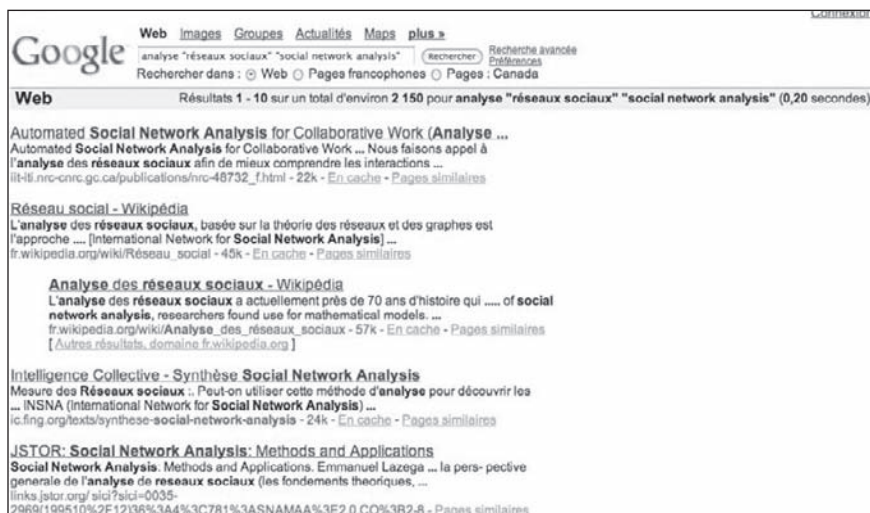 Connexion
Web Images Groupes Actualités Maps plus »
Google
analyse "réseaux sociaux" "social network analysis" Rechercher Recherche avancée
Préférences
Rechercher dans : Web Pages francophones Pages : Canada
Web Résultats 1 - 10 sur un total d'environ 2 150 pour analyse "réseaux sociaux" "social network analysis" (0,20 secondes)
Automated Social Network Analysis for Collaborative Work (Analyse ...
Automated Social Network Analysis for Collaborative Work ... Nous faisons appel à
l'analyse des réseaux sociaux afin de mieux comprendre les interactions ...
iit-iti.nrc-cnrc.gc.ca/publications/nrc-48732_f.html - 22k - En cache - Pages similaires
Réseau social - Wikipédia
L'analyse des réseaux sociaux, basée sur la théorie des réseaux et des graphes est
l'approche .... [International Network for Social Network Analysis] ...
fr.wikipedia.org/wiki/Réseau_social - 45k - En cache - Pages similaires
Analyse des réseaux sociaux - Wikipédia
L'analyse des réseaux sociaux a actuellement près de 70 ans d'histoire qui ..... of social
network analysis, researchers found use for mathematical models. ...
fr.wikipedia.org/wiki/Analyse_des_réseaux_sociaux - 57k - En cache - Pages similaires
[ Autres résultats, domaine fr.wikipedia.org ]
Intelligence Collective - Synthèse Social Network Analysis
Mesure des Réseaux sociaux :. Peut-on utiliser cette méthode d'analyse pour découvrir les
... INSNA (International Network for Social Network Analysis) ...
ic.fing.org/texts/synthese-social-network-analysis - 24k - En cache - Pages similaires
JSTOR: Social Network Analysis: Methods and Applications
Social Network Analysis. Methods and Applications. Emmanuel Lazega ... la pers- pective
generale de l'analyse de reseaux sociaux (les fondements theoriques, ...
links.jstor.org/ sici?sici=0035-
2969(199510%2F12)36%3A4%3C781%3ASNAMAA%3E2.0.CO%3B2-8 - Pages similaires